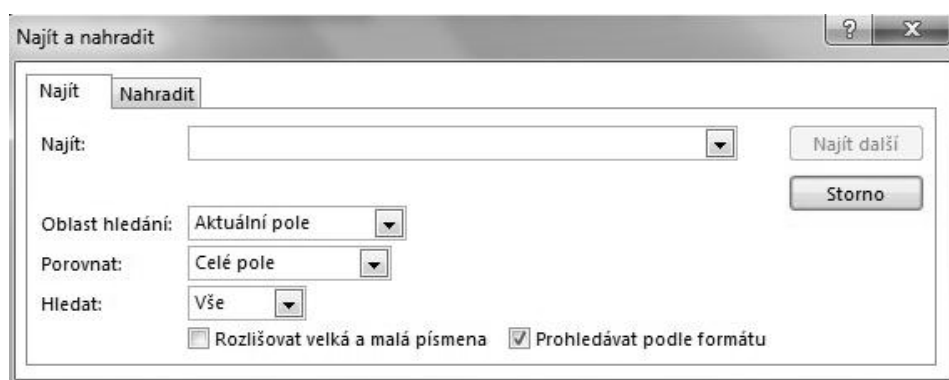 Najít a nahradit
Najít Nahradit
Najít: Najít další
Storno
Oblast hledání: Aktuální pole
Porovnat: Celé pole
Hledat: Vše
Rozlišovat velká a malá písmena Prohledávat podle formátu